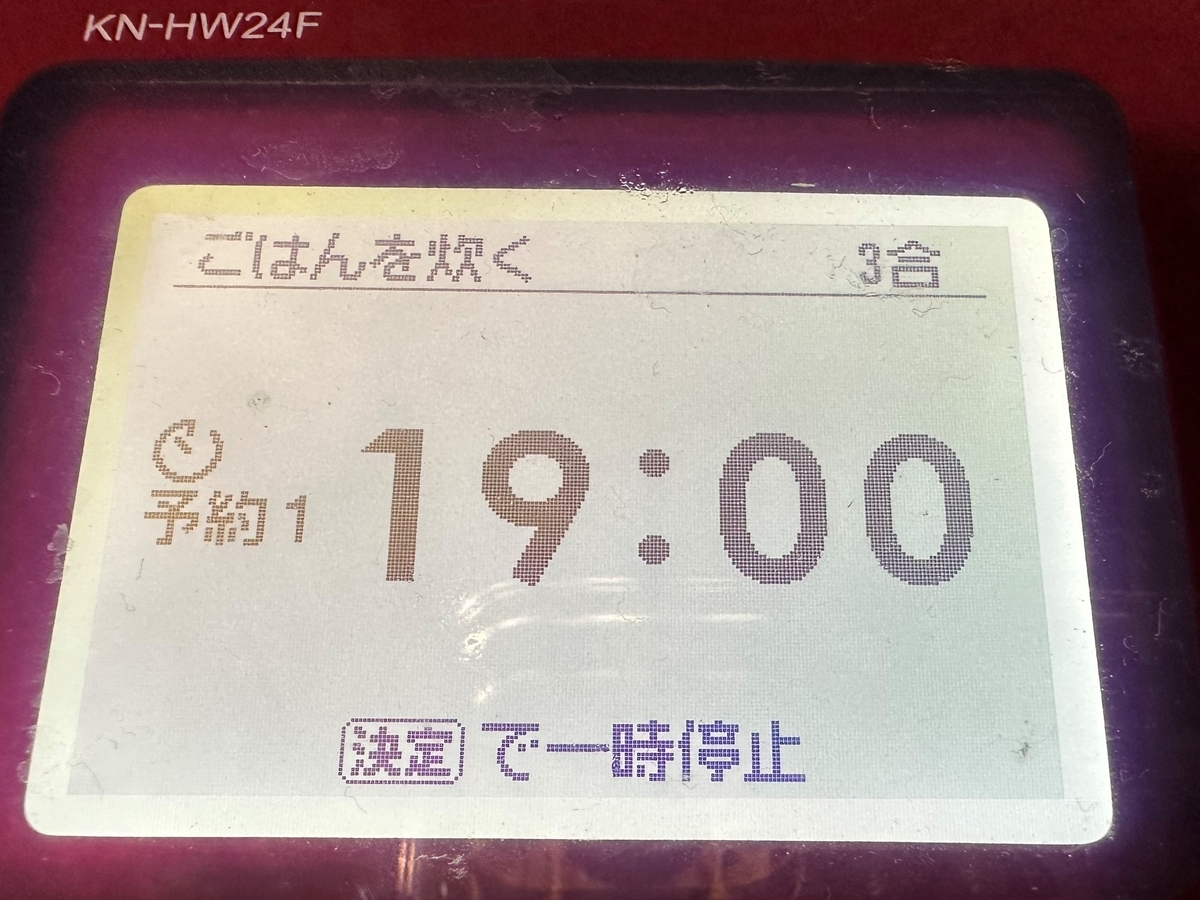 KN-HW24F
ごはんを炊く 3合
予約1 19:00
決定で一時停止